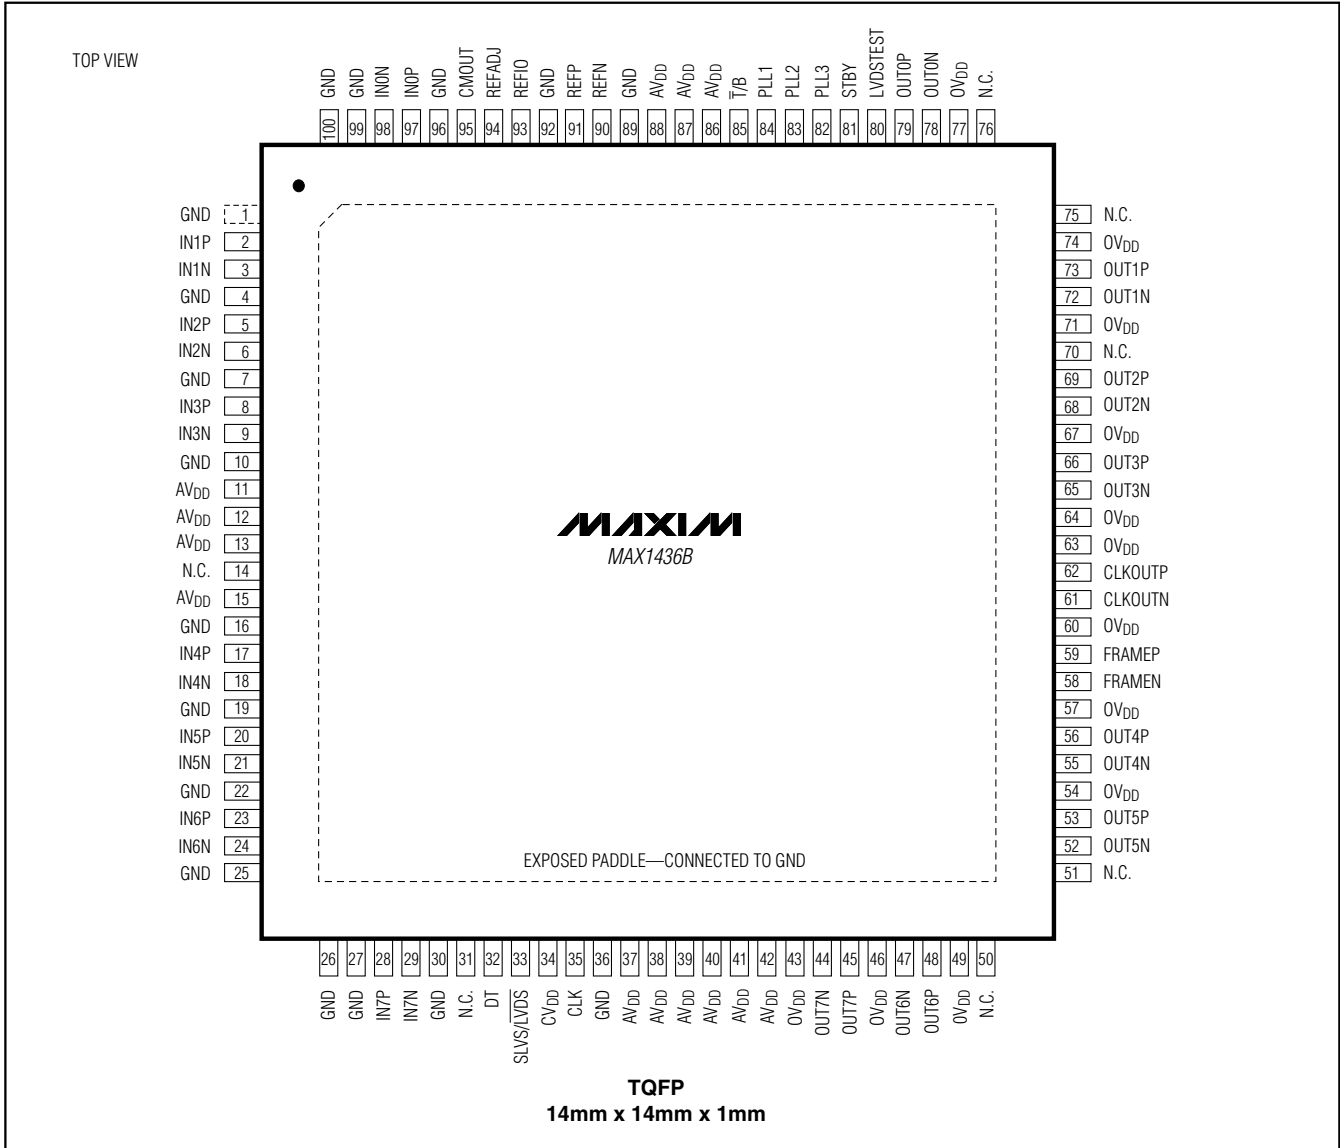 TOP VIEW
GND GND IN0N IN0P GND CMOUT REFADJ REFIO GND REFP REFN GND AVDD AVDD AVDD T̅/B PLL1 PLL2 PLL3 STBY LVDSTEST OUT0P OUT0N OVDD N.C.
100 99 98 97 96 95 94 93 92 91 90 89 88 87 86 85 84 83 82 81 80 79 78 77 76
GND 1 75 N.C.
IN1P 2 74 OVDD
IN1N 3 73 OUT1P
GND 4 72 OUT1N
IN2P 5 71 OVDD
IN2N 6 70 N.C.
GND 7 69 OUT2P
IN3P 8 68 OUT2N
IN3N 9 67 OVDD
GND 10 66 OUT3P
AVDD 11 65 OUT3N
AVDD 12 64 OVDD
MAXIM
AVDD 13 63 OVDD
MAX1436B
N.C. 14 62 CLKOUTP
AVDD 15 61 CLKOUTN
GND 16 60 OVDD
IN4P 17 59 FRAMEP
IN4N 18 58 FRAMEN
GND 19 57 OVDD
IN5P 20 56 OUT4P
IN5N 21 55 OUT4N
GND 22 54 OVDD
IN6P 23 53 OUT5P
IN6N 24 52 OUT5N
EXPOSED PADDLE—CONNECTED TO GND
GND 25 51 N.C.
26 27 28 29 30 31 32 33 34 35 36 37 38 39 40 41 42 43 44 45 46 47 48 49 50
GND GND IN7P IN7N GND N.C. DT SLVS/L̅V̅D̅S̅ CVDD CLK GND AVDD AVDD AVDD AVDD AVDD AVDD OVDD OUT7N OUT7P OVDD OUT6N OUT6P OVDD N.C.
TQFP
14mm x 14mm x 1mm